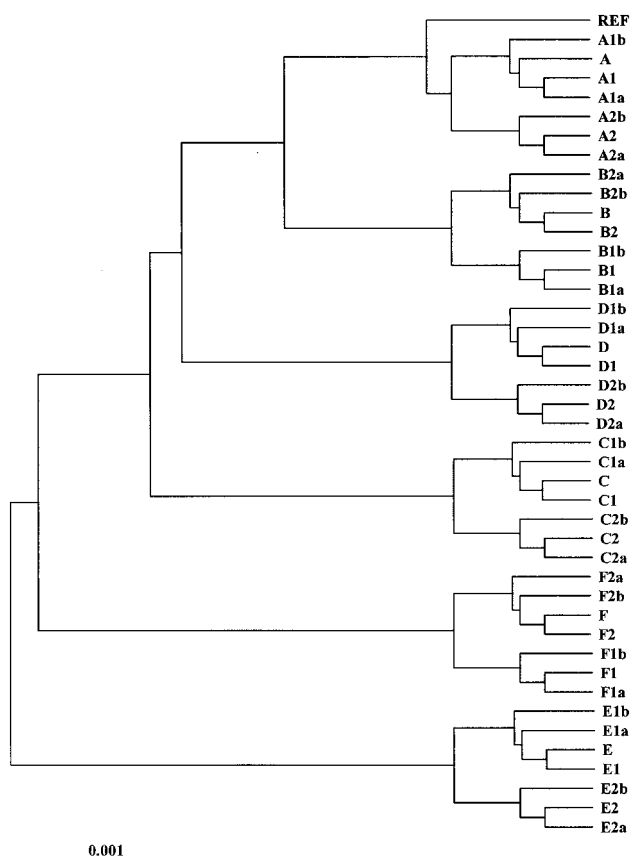 REF
A1b
A
A1
A1a
A2b
A2
A2a
B2a
B2b
B
B2
B1b
B1
B1a
D1b
D1a
D
D1
D2b
D2
D2a
C1b
C1a
C
C1
C2b
C2
C2a
F2a
F2b
F
F2
F1b
F1
F1a
E1b
E1a
E
E1
E2b
E2
E2a
0.001